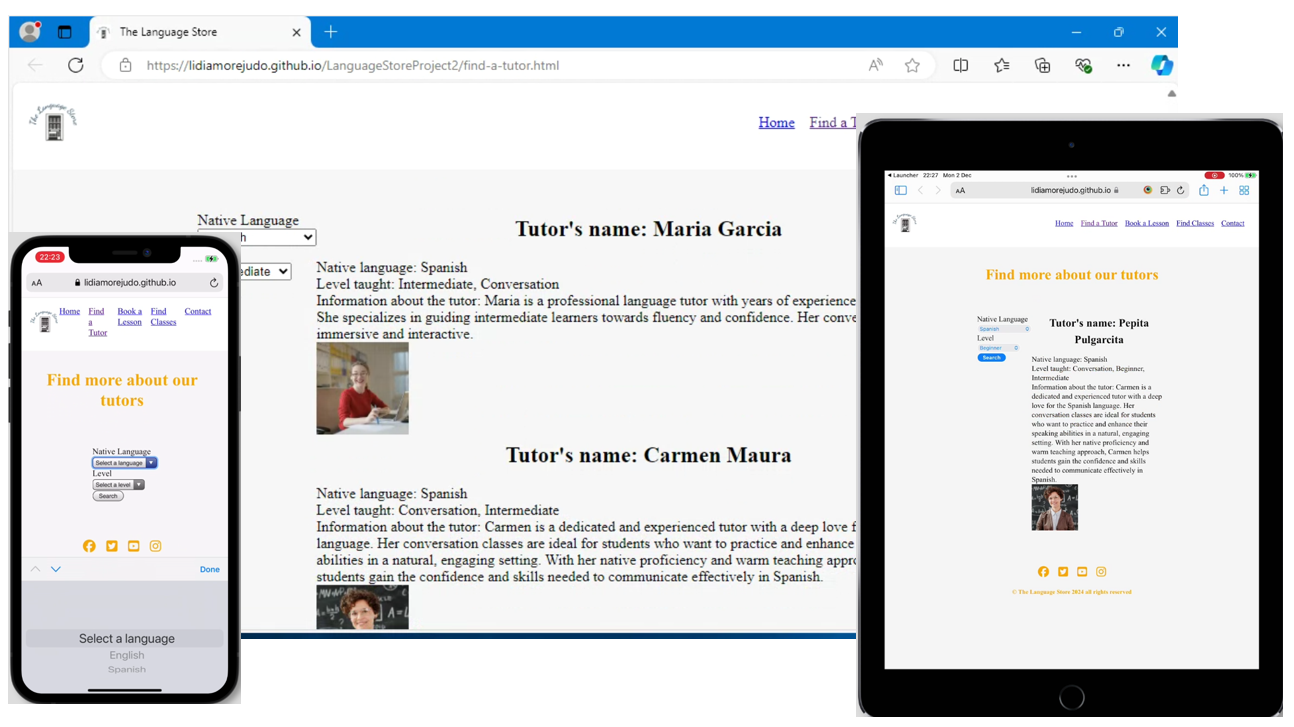 The Language Store
https://lidiamorejudo.github.io/LanguageStoreProject2/find-a-tutor.html
The Language Store
Home Find a T
Native Language
Tutor's name: Maria Garcia
Native language: Spanish
Level taught: Intermediate, Conversation
Information about the tutor: Maria is a professional language tutor with years of experience
She specializes in guiding intermediate learners towards fluency and confidence. Her conve
immersive and interactive.
Tutor's name: Carmen Maura
Native language: Spanish
Level taught: Conversation, Intermediate
Information about the tutor: Carmen is a dedicated and experienced tutor with a deep love f
language. Her conversation classes are ideal for students who want to practice and enhance
abilities in a natural, engaging setting. With her native proficiency and warm teaching appro
students gain the confidence and skills needed to communicate effectively in Spanish.
h
ediate
22:23
AA lidiamorejudo.github.io
Home Find a Tutor Book a Lesson Find Classes Contact
Find more about our
tutors
Native Language
Select a language
Level
Select a level
Search
Done
Select a language
English
Spanish
Launcher 22:27 Mon 2 Dec 100%
AA lidiamorejudo.github.io
Home Find a Tutor Book a Lesson Find Classes Contact
Find more about our tutors
Native Language
Spanish
Level
Beginner
Search
Tutor's name: Pepita
Pulgarcita
Native language: Spanish
Level taught: Conversation, Beginner,
Intermediate
Information about the tutor: Carmen is a
dedicated and experienced tutor with a deep
love for the Spanish language. Her
conversation classes are ideal for students
who want to practice and enhance their
speaking abilities in a natural, engaging
setting. With her native proficiency and
warm teaching approach, Carmen helps
students gain the confidence and skills
needed to communicate effectively in
Spanish.
© The Language Store 2024 all rights reserved